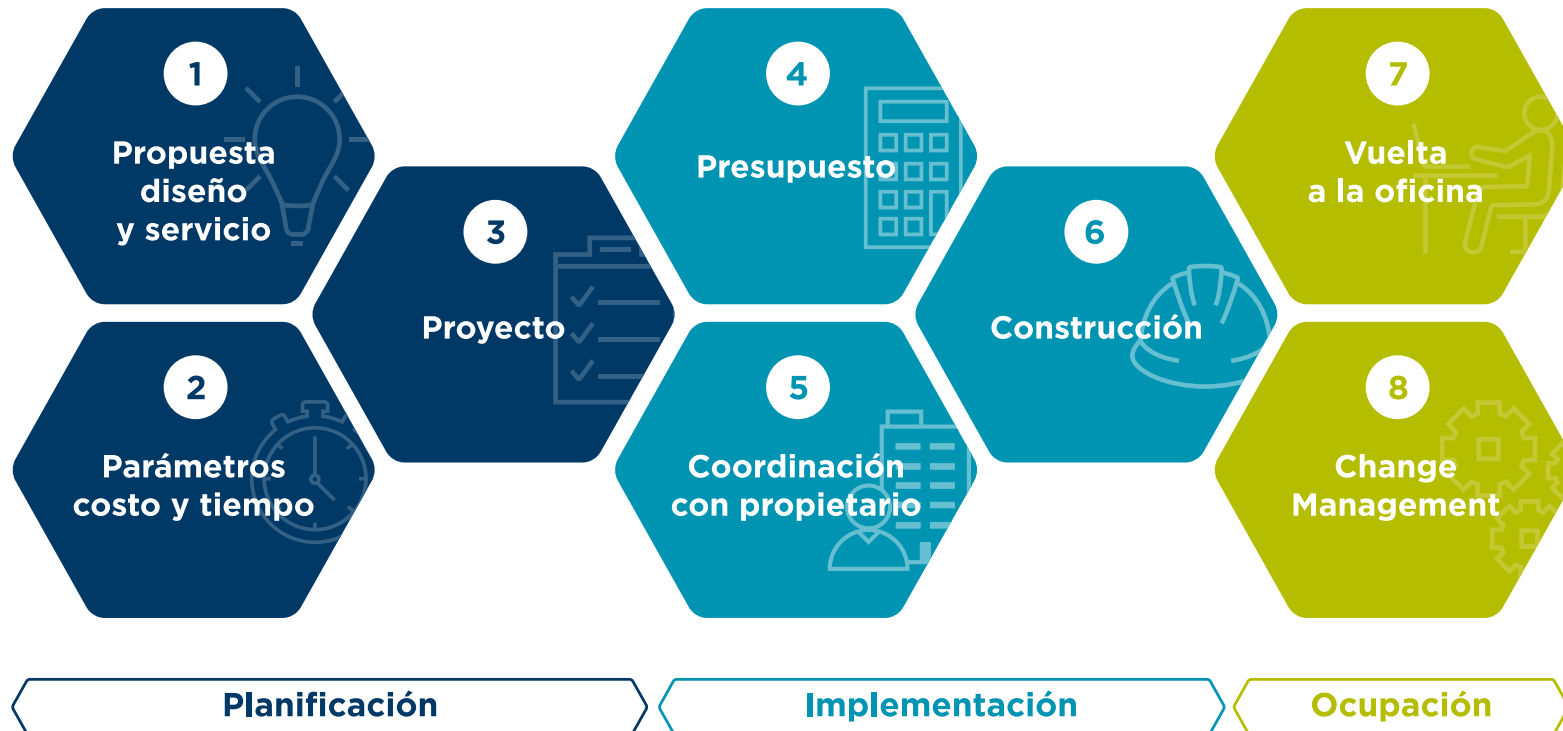 1
Propuesta
diseño
y servicio
2
Parámetros
costo y tiempo
3
Proyecto
4
Presupuesto
5
Coordinación
con propietario
6
Construcción
7
Vuelta
a la oficina
8
Change
Management
Planificación
Implementación
Ocupación